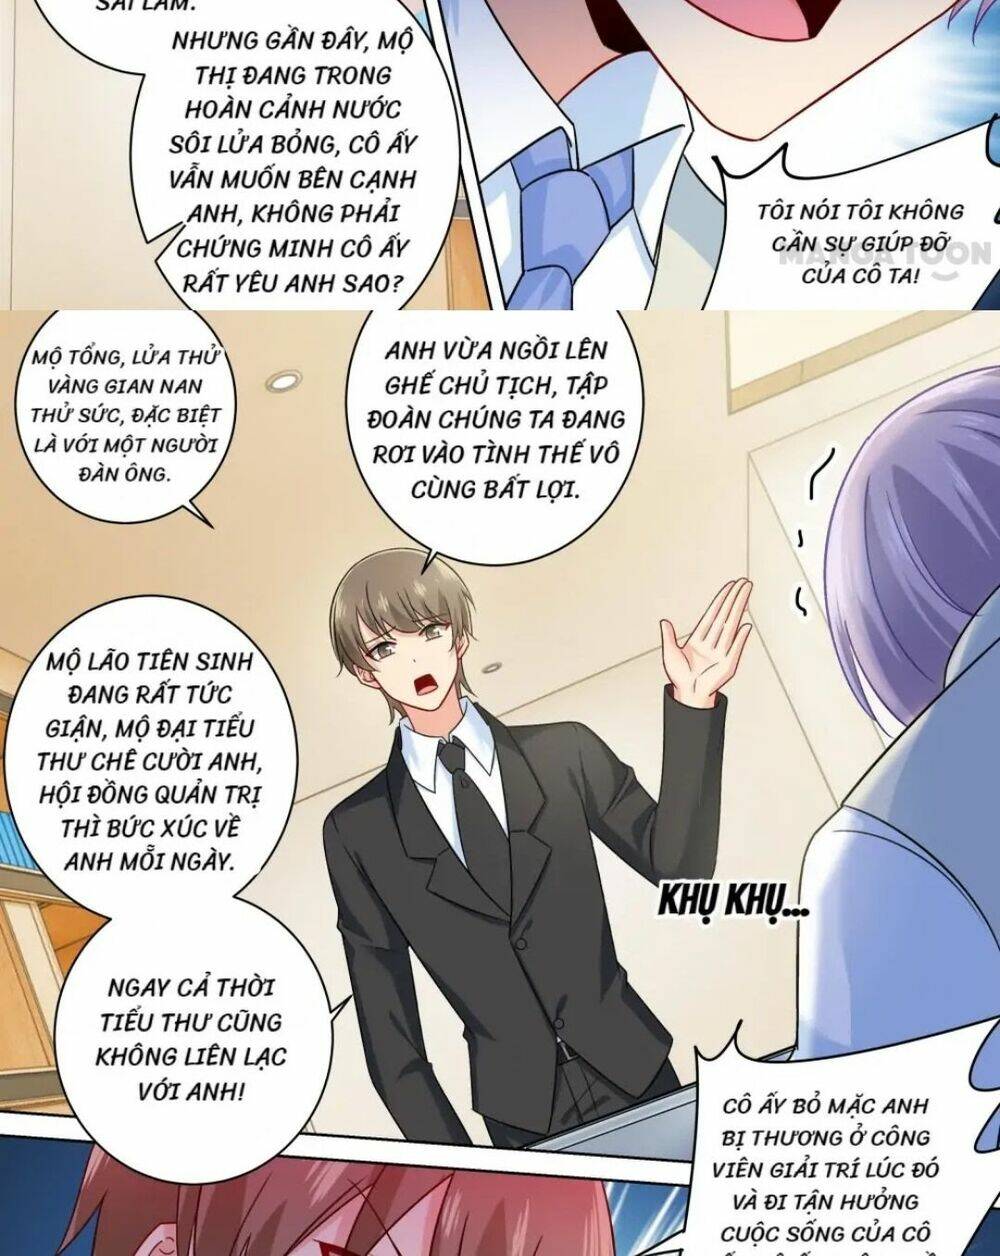 SAI LẦM.
NHƯNG GẦN ĐÂY, MỘ
THỊ ĐANG TRONG
HOÀN CẢNH NƯỚC
SÔI LỬA BỎNG, CÔ ẤY
VẪN MUỐN BÊN CẠNH
ANH, KHÔNG PHẢI
CHỨNG MINH CÔ ẤY
RẤT YÊU ANH SAO?
TÔI NÓI TÔI KHÔNG
CẦN SỰ GIÚP ĐỠ
CỦA CÔ TA!
MANGA TOON
MỘ TỔNG, LỬA THỬ
VÀNG GIAN NAN
THỬ SỨC, ĐẶC BIỆT
LÀ VỚI MỘT NGƯỜI
ĐÀN ÔNG.
ANH VỪA NGỒI LÊN
GHẾ CHỦ TỊCH, TẬP
ĐOÀN CHÚNG TA ĐANG
RƠI VÀO TÌNH THẾ VÔ
CÙNG BẤT LỢI.
MỘ LÃO TIÊN SINH
ĐANG RẤT TỨC
GIẬN, MỘ ĐẠI TIỂU
THƯ CHÊ CƯỜI ANH,
HỘI ĐỒNG QUẢN TRỊ
THÌ BỨC XÚC VỀ
ANH MỖI NGÀY.
KHỤ KHỤ...
NGAY CẢ THỜI
TIỂU THƯ CŨNG
KHÔNG LIÊN LẠC
VỚI ANH!
CÔ ẤY BỎ MẶC ANH
BỊ THƯƠNG Ở CÔNG
VIÊN GIẢI TRÍ LÚC ĐÓ
VÀ ĐI TẬN HƯỞNG
CUỘC SỐNG CỦA CÔ